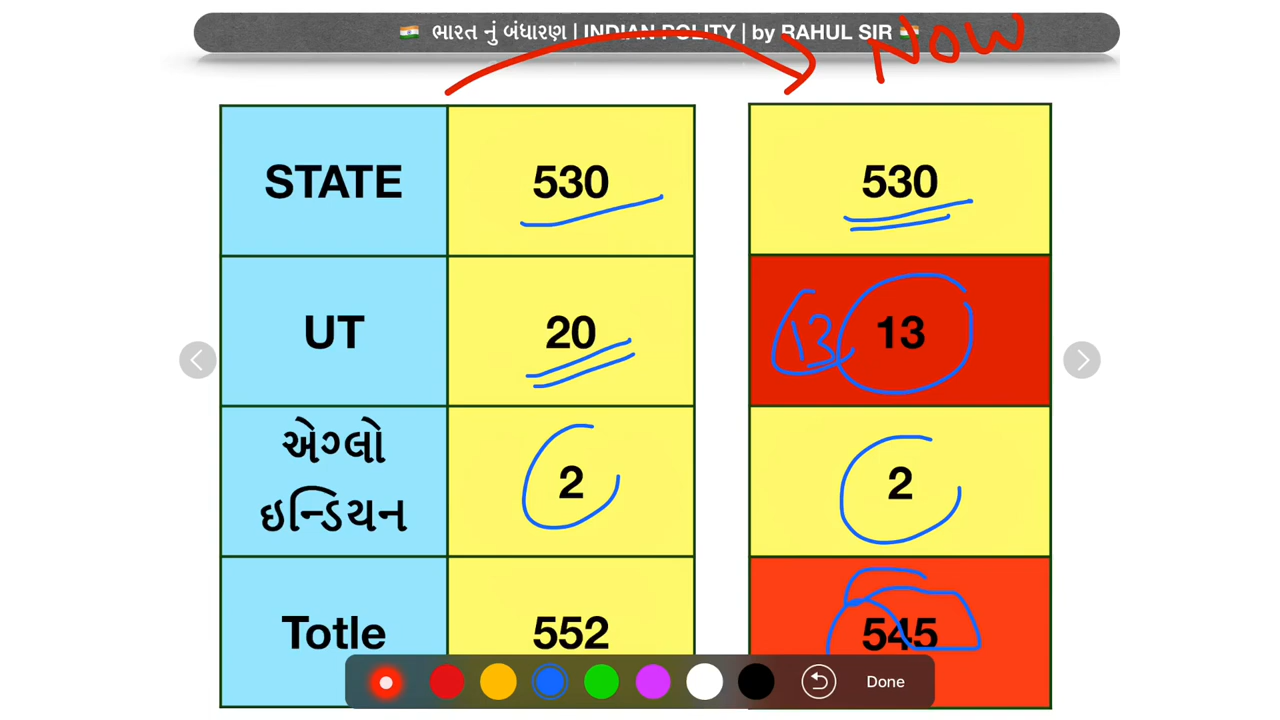 ભારત નું બંધારણ | INDIAN POLITY | by RAHUL SIR
NOW
STATE 530 530
UT 20 13 13
એગ્લો
ઇન્ડિયન 2 2
Totle 552 545
Done